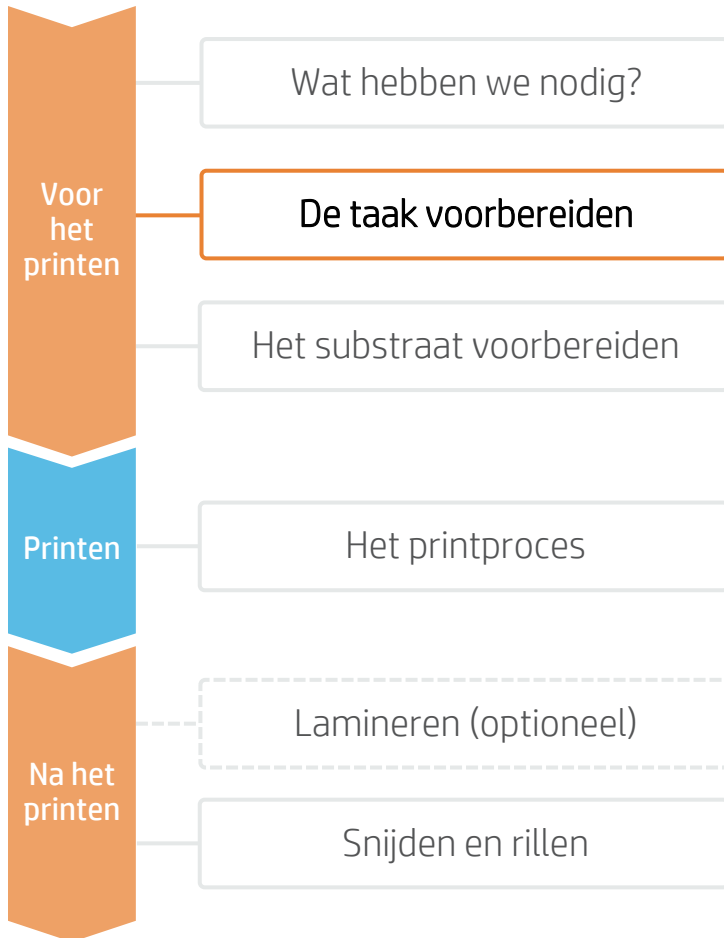 Wat hebben we nodig?
Voor
het
printen
De taak voorbereiden
Het substraat voorbereiden
Printen
Het printproces
Lamineren (optioneel)
Na het
printen
Snijden en rillen